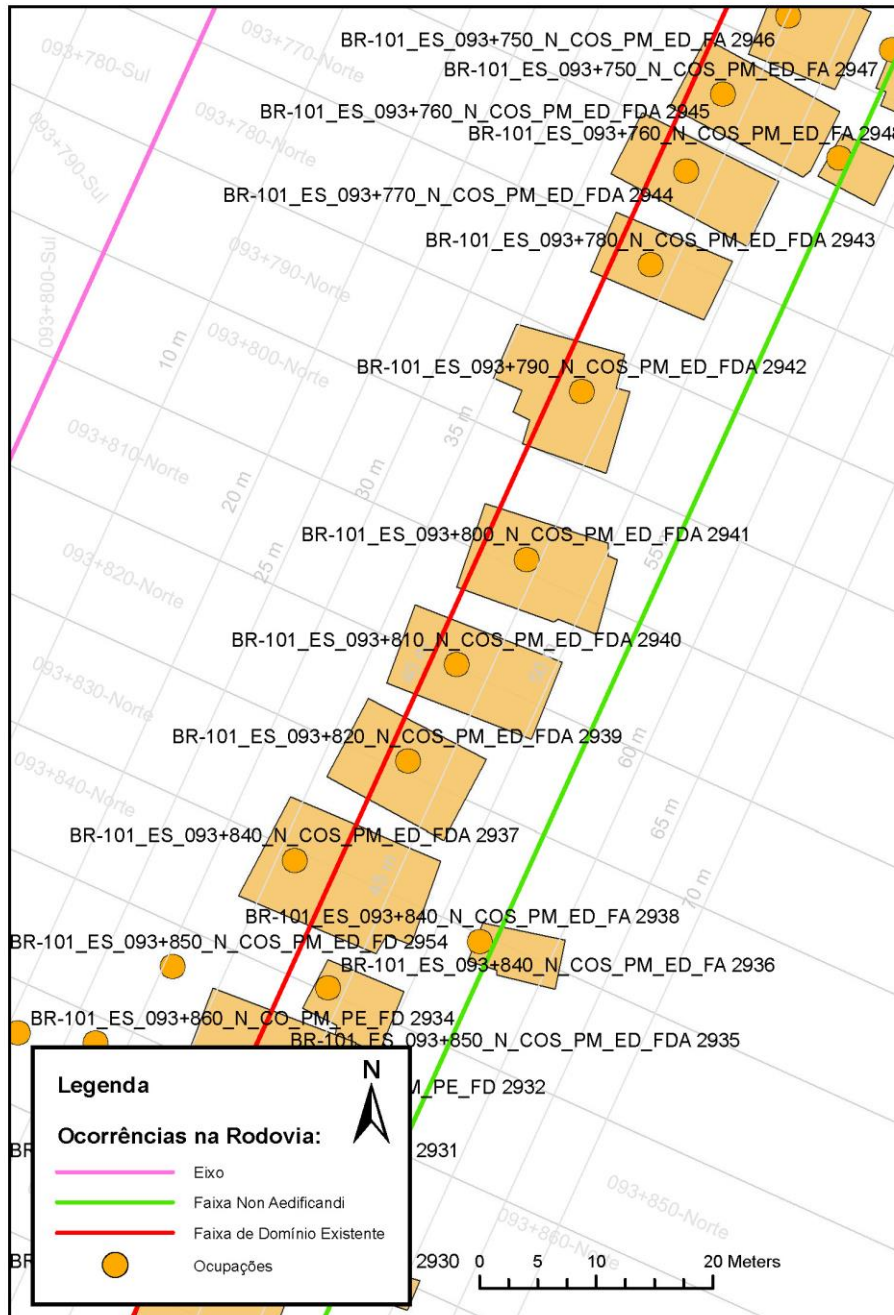 BR-101_ES_093+750_N_COS_PM_ED_FA 2946
093+780-Sul
093+770-Norte
BR-101_ES_093+750_N_COS_PM_ED_FA 2947
BR-101_ES_093+760_N_COS_PM_ED_FDA 2945
BR-101_ES_093+760_N_COS_PM_ED_FA 2948
093+790-Sul
093+780-Norte
BR-101_ES_093+770_N_COS_PM_ED_FDA 2944
BR-101_ES_093+780_N_COS_PM_ED_FDA 2943
093+800-Sul
093+790-Norte
10 m
093+800-Norte
BR-101_ES_093+790_N_COS_PM_ED_FDA 2942
35 m
093+810-Norte
20 m
30 m
BR-101_ES_093+800_N_COS_PM_ED_FDA 2941
25 m
093+820-Norte
BR-101_ES_093+810_N_COS_PM_ED_FDA 2940
093+830-Norte
BR-101_ES_093+820_N_COS_PM_ED_FDA 2939
60 m
093+840-Norte
65 m
BR-101_ES_093+840_N_COS_PM_ED_FDA 2937
70 m
BR-101_ES_093+840_N_COS_PM_ED_FA 2938
BR-101_ES_093+850_N_COS_PM_ED_FD 2954
BR-101_ES_093+840_N_COS_PM_ED_FA 2936
BR-101_ES_093+860_N_CO_PM_PE_FD 2934
BR-101_ES_093+850_N_COS_PM_ED_FDA 2935
_PE_FD 2932
2931
093+850-Norte
093+860-Norte
2930
Legenda
N
Ocorrências na Rodovia:
Eixo
Faixa Non Aedificandi
Faixa de Domínio Existente
Ocupações
0 5 10 20 Meters